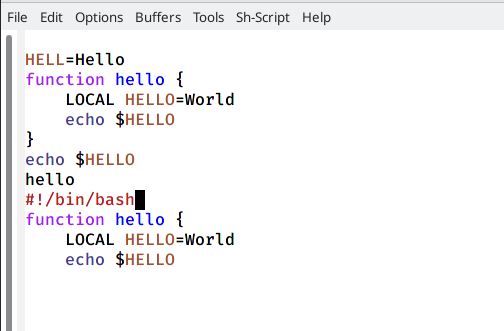 File Edit Options Buffers Tools Sh-Script Help
HELL=Hello
function hello {
    LOCAL HELLO=World
    echo $HELLO
}
echo $HELLO
hello
#!/bin/bash
function hello {
    LOCAL HELLO=World
    echo $HELLO